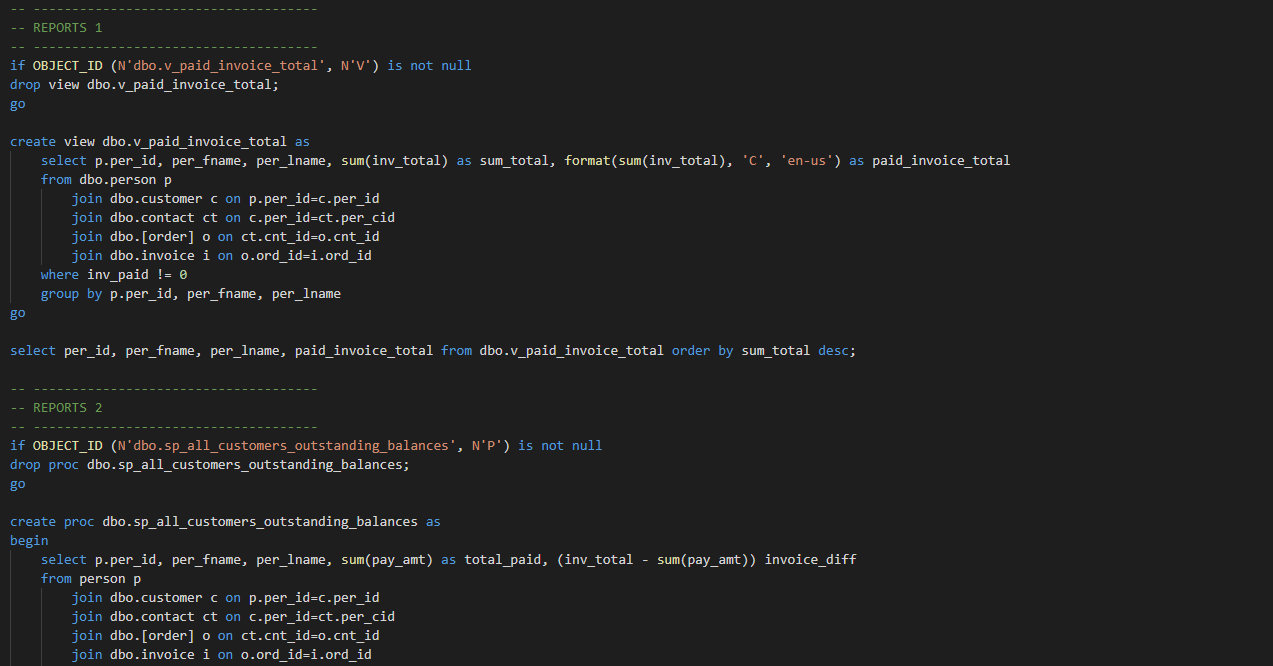 -- -------------------------------------
-- REPORTS 1
-- -------------------------------------
if OBJECT_ID (N'dbo.v_paid_invoice_total', N'V') is not null
drop view dbo.v_paid_invoice_total;
go

create view dbo.v_paid_invoice_total as
    select p.per_id, per_fname, per_lname, sum(inv_total) as sum_total, format(sum(inv_total), 'C', 'en-us') as paid_invoice_total
    from dbo.person p
        join dbo.customer c on p.per_id=c.per_id
        join dbo.contact ct on c.per_id=ct.per_cid
        join dbo.[order] o on ct.cnt_id=o.cnt_id
        join dbo.invoice i on o.ord_id=i.ord_id
    where inv_paid != 0
    group by p.per_id, per_fname, per_lname
go

select per_id, per_fname, per_lname, paid_invoice_total from dbo.v_paid_invoice_total order by sum_total desc;

-- -------------------------------------
-- REPORTS 2
-- -------------------------------------
if OBJECT_ID (N'dbo.sp_all_customers_outstanding_balances', N'P') is not null
drop proc dbo.sp_all_customers_outstanding_balances;
go

create proc dbo.sp_all_customers_outstanding_balances as
begin
    select p.per_id, per_fname, per_lname, sum(pay_amt) as total_paid, (inv_total - sum(pay_amt)) invoice_diff
    from person p
        join dbo.customer c on p.per_id=c.per_id
        join dbo.contact ct on c.per_id=ct.per_cid
        join dbo.[order] o on ct.cnt_id=o.cnt_id
        join dbo.invoice i on o.ord_id=i.ord_id